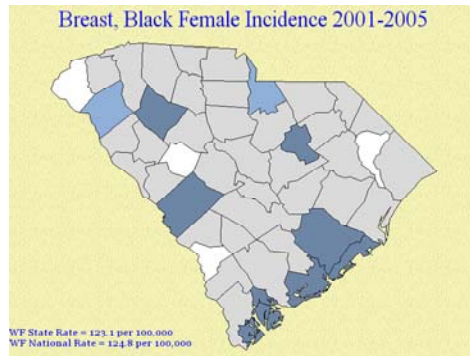 Breast, Black Female Incidence 2001-2005
WF State Rate = 123.1 per 100,000
WF National Rate = 124.8 per 100,000